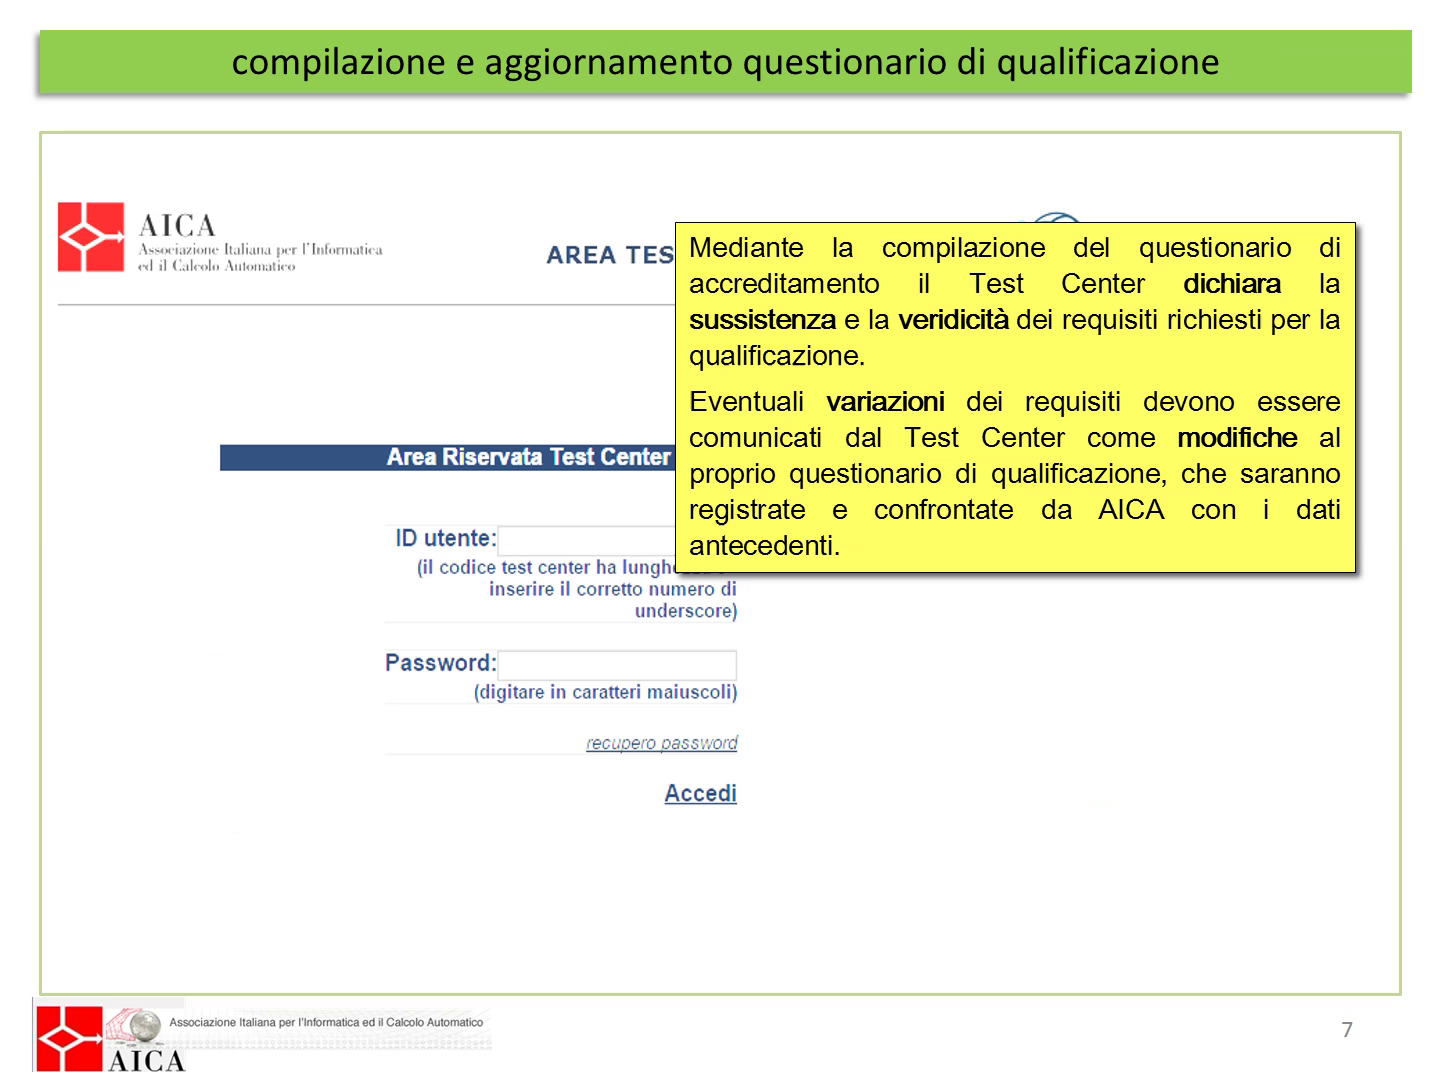 compilazione e aggiornamento questionario di qualificazione
AICA
Associazione Italiana per l'Informatica
ed il Calcolo Automatico
AREA TES
Mediante la compilazione del questionario di
accreditamento il Test Center dichiara la
sussistenza e la veridicità dei requisiti richiesti per la
qualificazione.
Eventuali variazioni dei requisiti devono essere
comunicati dal Test Center come modifiche al
proprio questionario di qualificazione, che saranno
registrate e confrontate da AICA con i dati
antecedenti.
Area Riservata Test Center
ID utente:
(il codice test center ha
inserire il corretto numero di
underscore)
Password:
(digitare in caratteri maiuscoli)
recupero password
Accedi
Associazione Italiana per l'Informatica ed il Calcolo Automatico
AICA
7